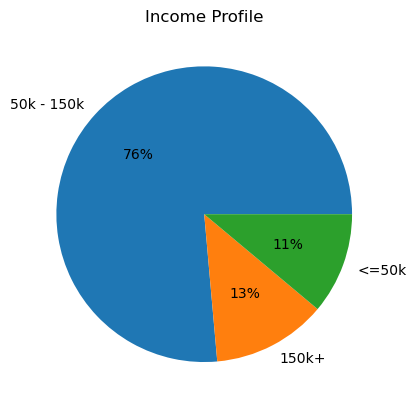 Income Profile
50k - 150k
76%
11%
<=50k
13%
150k+